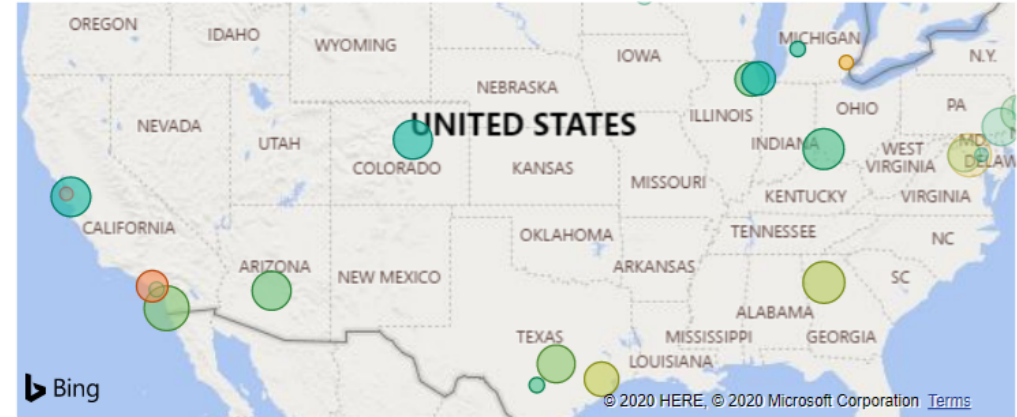 OREGON
IDAHO
WYOMING
IOWA
MICHIGAN
N.Y.
NEBRASKA
ILLINOIS
OHIO
PA
NEVADA
UNITED STATES
UTAH
INDIANA
MD
COLORADO
KANSAS
WEST
VIRGINIA
DELAW
MISSOURI
KENTUCKY
VIRGINIA
CALIFORNIA
OKLAHOMA
TENNESSEE
NC
ARIZONA
NEW MEXICO
ARKANSAS
SC
ALABAMA
TEXAS
MISSISSIPPI
GEORGIA
LOUISIANA
Bing
© 2020 HERE, © 2020 Microsoft Corporation Terms